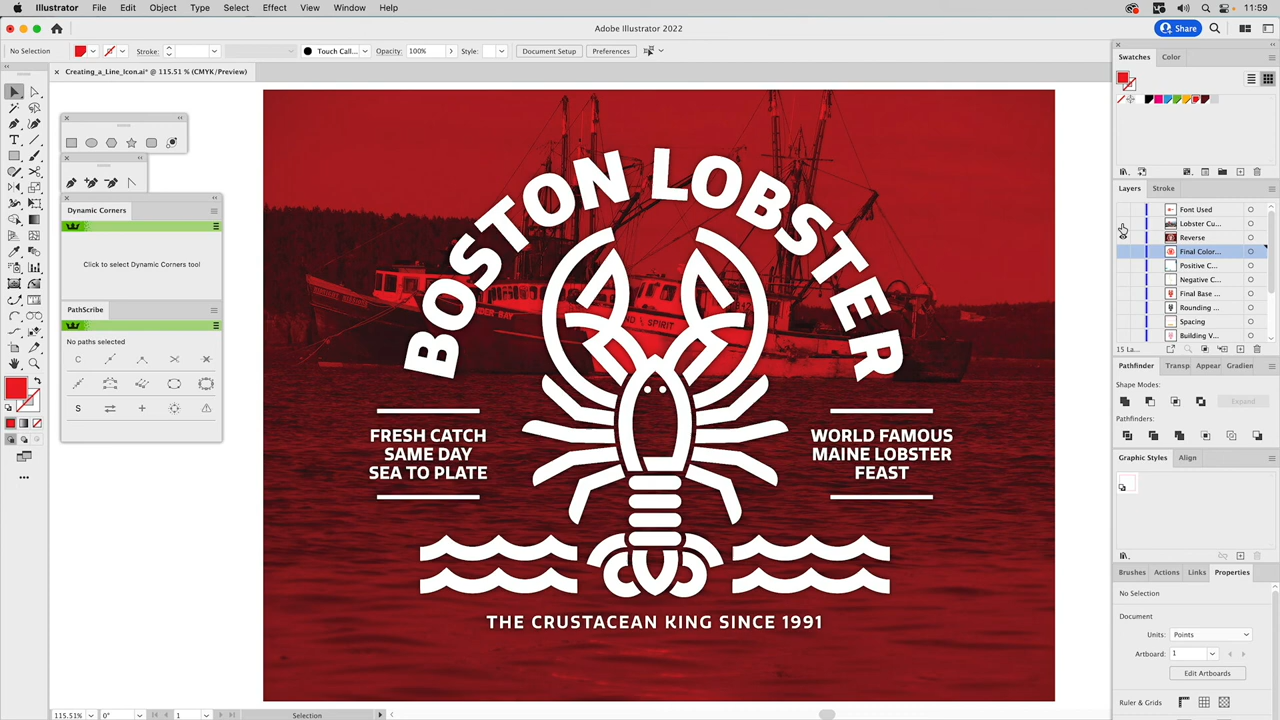 Illustrator File Edit Object Type Select Effect View Window Help 11:59
Adobe Illustrator 2022
Share
No Selection Stroke: Touch Call... Opacity: 100% Style: Document Setup Preferences
Creating_a_Line_Icon.ai* @ 115.51 % (CMYK/Preview)
Dynamic Corners
Click to select Dynamic Corners tool
PathScribe
No paths selected
BOSTON LOBSTER
FRESH CATCH
SAME DAY
SEA TO PLATE
WORLD FAMOUS
MAINE LOBSTER
FEAST
THE CRUSTACEAN KING SINCE 1991
Swatches Color
Layers Stroke
Font Used
Lobster Cu...
Reverse
Final Color...
Positive C...
Negative C...
Final Base ...
Rounding ...
Spacing
Building V...
15 La...
Pathfinder Transp Appear Gradien
Shape Modes:
Expand
Pathfinders:
Graphic Styles Align
Brushes Actions Links Properties
No Selection
Document
Units: Points
Artboard: 1
Edit Artboards
Ruler & Grids
115.51% 0° 1 Selection